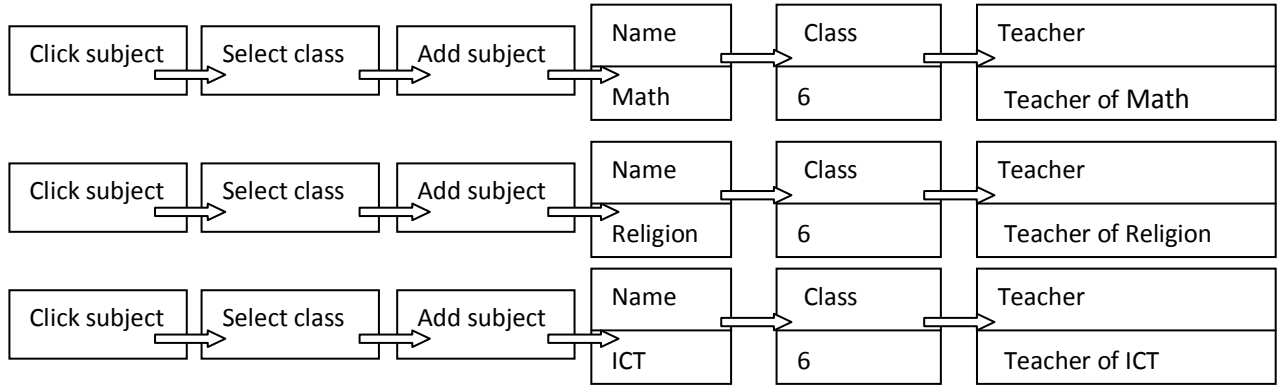 Name Class Teacher
Click subject Select class Add subject
Math 6 Teacher of Math
Name Class Teacher
Click subject Select class Add subject
Religion 6 Teacher of Religion
Name Class Teacher
Click subject Select class Add subject
ICT 6 Teacher of ICT